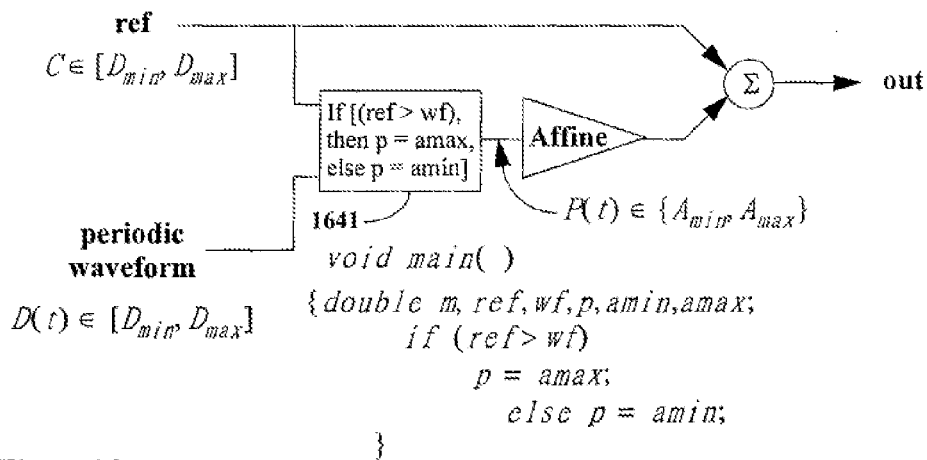 ref
C ∈ [D_min, D_max]
Σ
out
If [(ref > wf),
then p = amax,
else p = amin]
Affine
1641
P(t) ∈ {A_min, A_max}
periodic
waveform
D(t) ∈ [D_min, D_max]
void main( )
{double m, ref, wf, p, amin, amax;
if (ref> wf)
p = amax;
else p = amin;
}